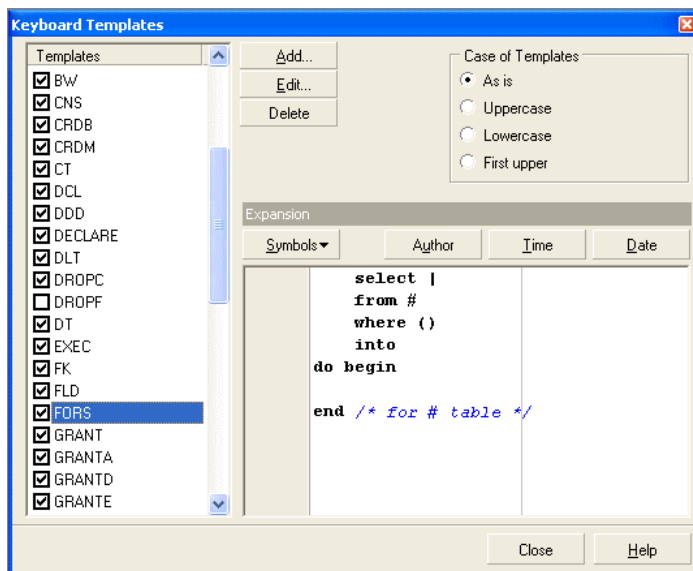 Keyboard Templates
Templates
BW
CNS
CRDB
CRDM
CT
DCL
DDD
DECLARE
DLT
DROPC
DROPF
DT
EXEC
FK
FLD
FORS
GRANT
GRANTA
GRANTD
GRANTE
Add...
Edit...
Delete
Case of Templates
As is
Uppercase
Lowercase
First upper
Expansion
Symbols
Author
Time
Date
select |
from #
where ()
into
do begin
end /* for # table */
Close
Help